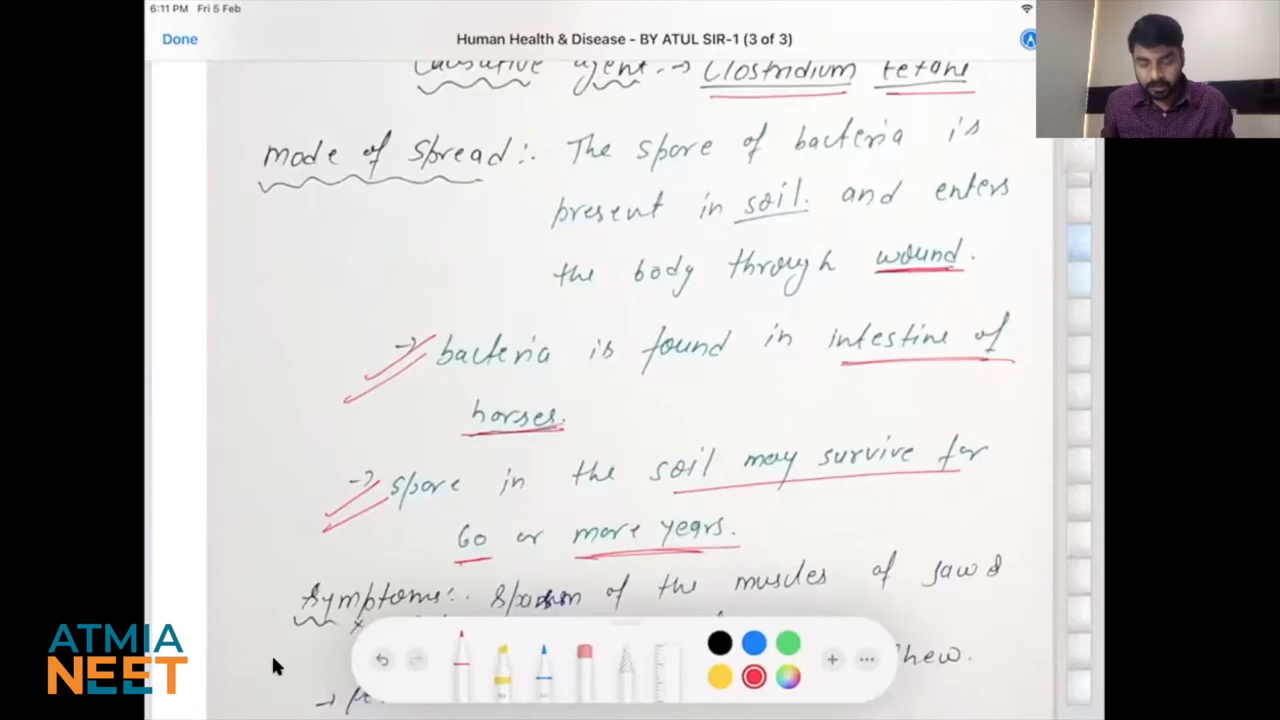 6:11 PM Fri 5 Feb
Done
Human Health & Disease - BY ATUL SIR-1 (3 of 3)
Causative agent.→ Clostridium tetani
Mode of Spread:. The spore of bacteria is
present in soil. and enters
the body through wound.
→ bacteria is found in intestine of
horses.
→ spore in the soil may survive for
60 or more years.
Symptoms:. of the muscles of jaw &
chew.
ATMIA
NEET